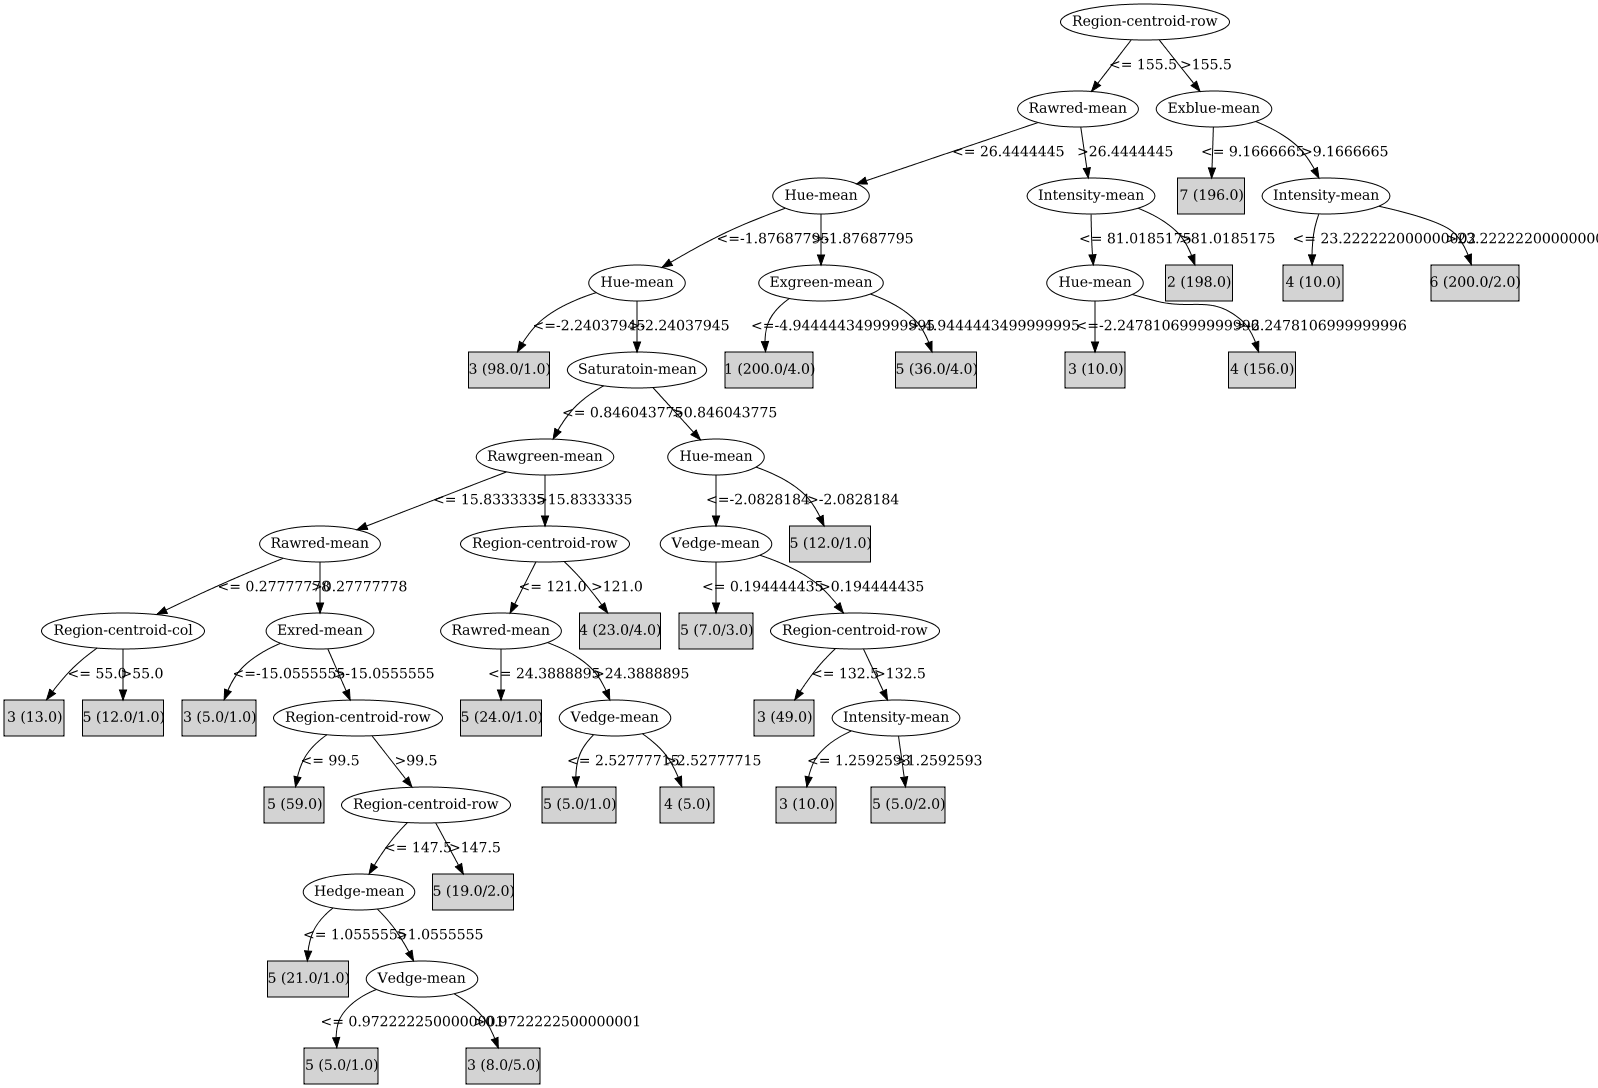 Region-centroid-row
<= 155.5 >155.5
Rawred-mean Exblue-mean
<= 26.4444445 >26.4444445 <= 9.1666665 >9.1666665
Hue-mean Intensity-mean 7 (196.0) Intensity-mean
<=-1.87687795 >-1.87687795 <= 81.0185175 >81.0185175 <= 23.222222000000002
Hue-mean Exgreen-mean Hue-mean 2 (198.0) 4 (10.0) 6 (200.0/2.0)
<=-2.24037945 >-2.24037945 <=-4.9444443499999995 >-4.9444443499999995 <=-2.2478106999999996 >-2.2478106999999996
3 (98.0/1.0) Saturatoin-mean 1 (200.0/4.0) 5 (36.0/4.0) 3 (10.0) 4 (156.0)
<= 0.846043775 >0.846043775
Rawgreen-mean Hue-mean
<= 15.8333335 >15.8333335 <=-2.0828184 >-2.0828184
Rawred-mean Region-centroid-row Vedge-mean 5 (12.0/1.0)
<= 0.27777778 >0.27777778 <= 121.0 >121.0 <= 0.194444435 >0.194444435
Region-centroid-col Exred-mean Rawred-mean 4 (23.0/4.0) 5 (7.0/3.0) Region-centroid-row
<= 55.0 >55.0 <=-15.0555555 >-15.0555555 <= 24.3888895 >24.3888895 <= 132.5 >132.5
3 (13.0) 5 (12.0/1.0) 3 (5.0/1.0) Region-centroid-row 5 (24.0/1.0) Vedge-mean 3 (49.0) Intensity-mean
<= 99.5 >99.5 <= 2.52777715 >2.52777715 <= 1.2592593 >1.2592593
5 (59.0) Region-centroid-row 5 (5.0/1.0) 4 (5.0) 3 (10.0) 5 (5.0/2.0)
<= 147.5 >147.5
Hedge-mean 5 (19.0/2.0)
<= 1.0555555 >1.0555555
5 (21.0/1.0) Vedge-mean
<= 0.9722222500000001 >0.9722222500000001
5 (5.0/1.0) 3 (8.0/5.0)